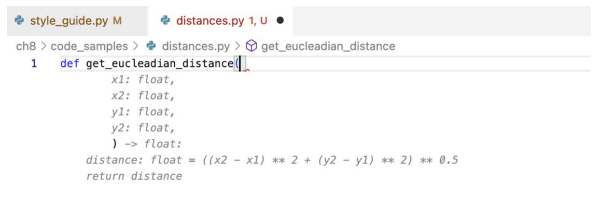 style_guide.py M
distances.py 1, U
ch8 > code_samples > distances.py > get_eucleadian_distance
1 def get_eucleadian_distance(
x1: float,
x2: float,
y1: float,
y2: float,
) -> float:
distance: float = ((x2 - x1) ** 2 + (y2 - y1) ** 2) ** 0.5
return distance